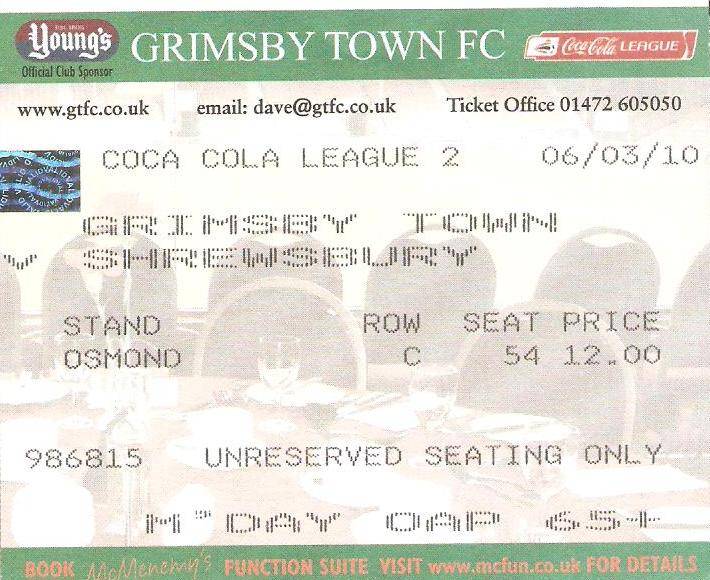 YOUNG'S
Official Club Sponsor
GRIMSBY TOWN FC
Coca-Cola LEAGUE
www.gtfc.co.uk email: dave@gtfc.co.uk Ticket Office 01472 605050
COCA COLA LEAGUE 2 06/03/10
GRIMSBY TOWN
V SHREWSBURY
STAND ROW SEAT PRICE
OSMOND C 54 12.00
986815 UNRESERVED SEATING ONLY
M'DAY OAP 65+
BOOK McMenemy's FUNCTION SUITE VISIT www.mcfun.co.uk FOR DETAILS